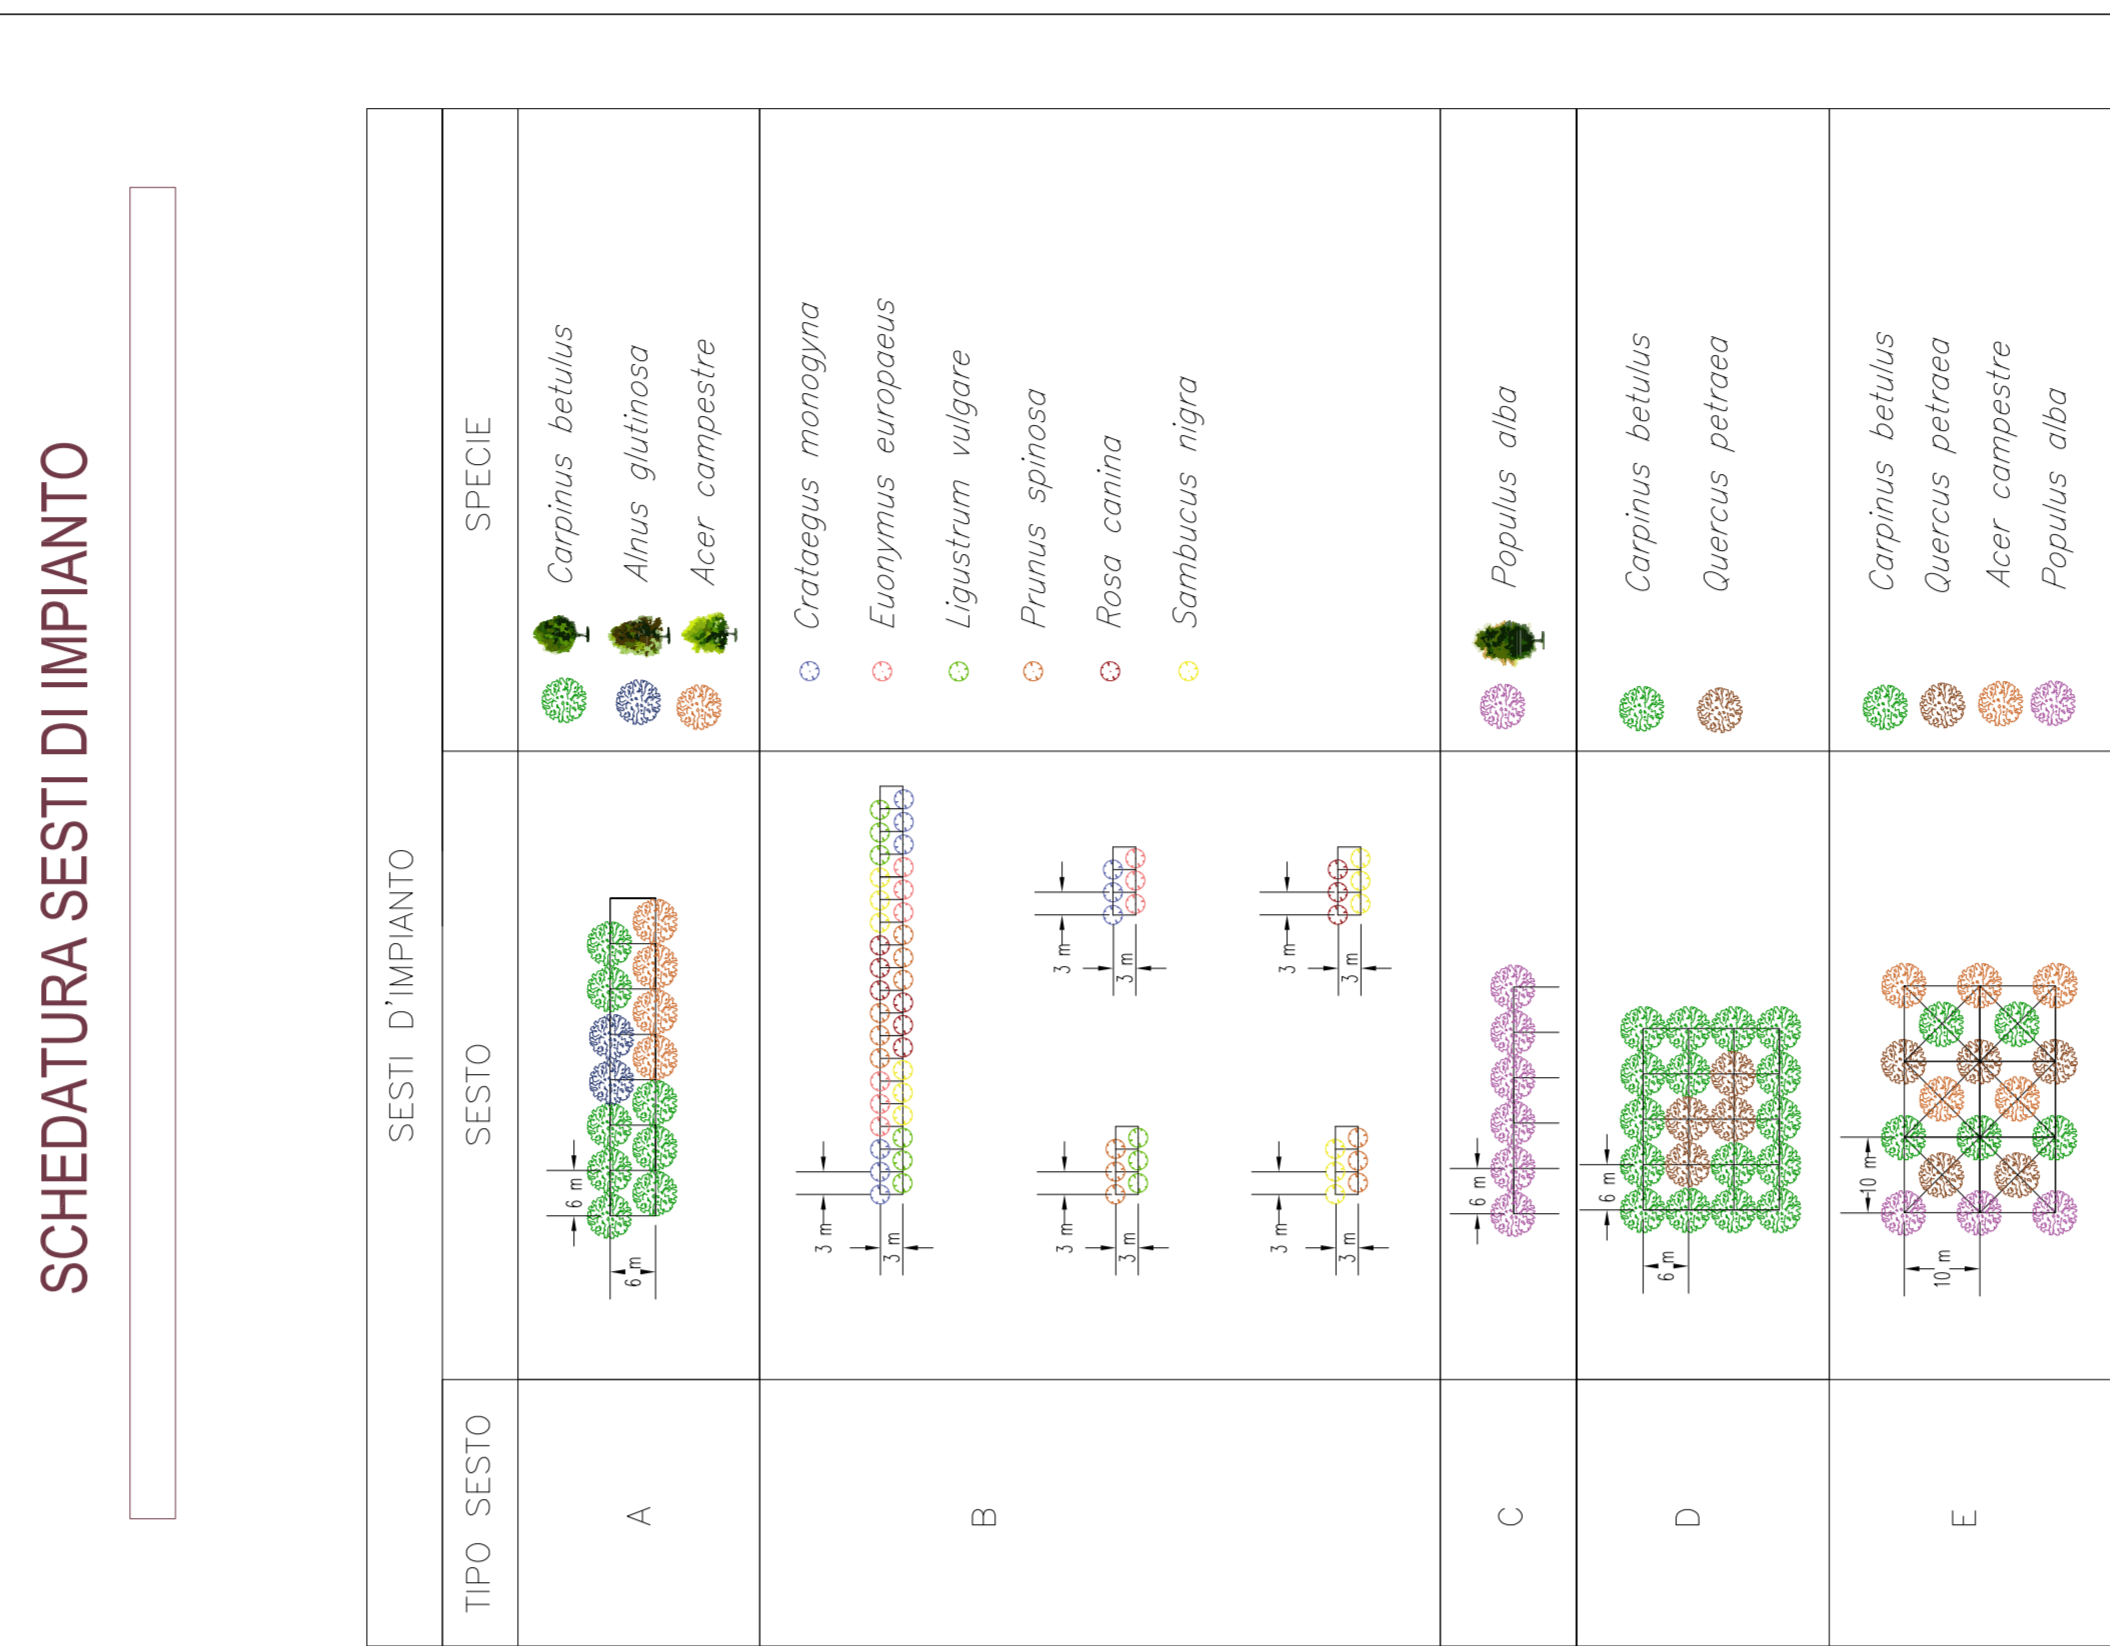 SCHEDATURA SESTI DI IMPIANTO
SESTI D'IMPIANTO
TIPO SESTO
SESTO
SPECIE
A
6 m
6 m
Carpinus betulus
Alnus glutinosa
Acer campestre
B
3 m
3 m
3 m
3 m
3 m
3 m
3 m
3 m
3 m
3 m
Crataegus monogyna
Euonymus europaeus
Ligustrum vulgare
Prunus spinosa
Rosa canina
Sambucus nigra
C
6 m
Populus alba
D
6 m
6 m
Carpinus betulus
Quercus petraea
E
10 m
10 m
Carpinus betulus
Quercus petraea
Acer campestre
Populus alba